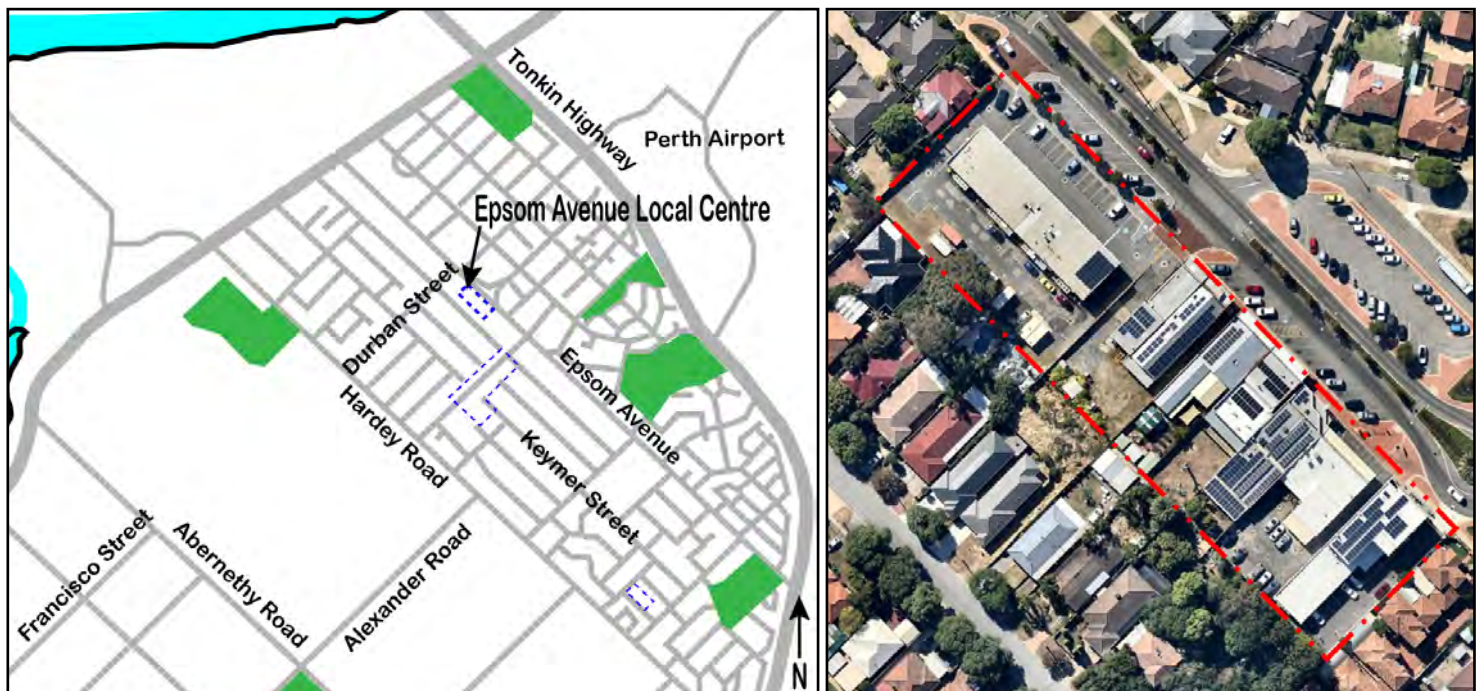 Tonkin Highway
Perth Airport
Epsom Avenue Local Centre
Durban Street
Epsom Avenue
Hardey Road
Keymer Street
Francisco Street
Abernethy Road
Alexander Road
N